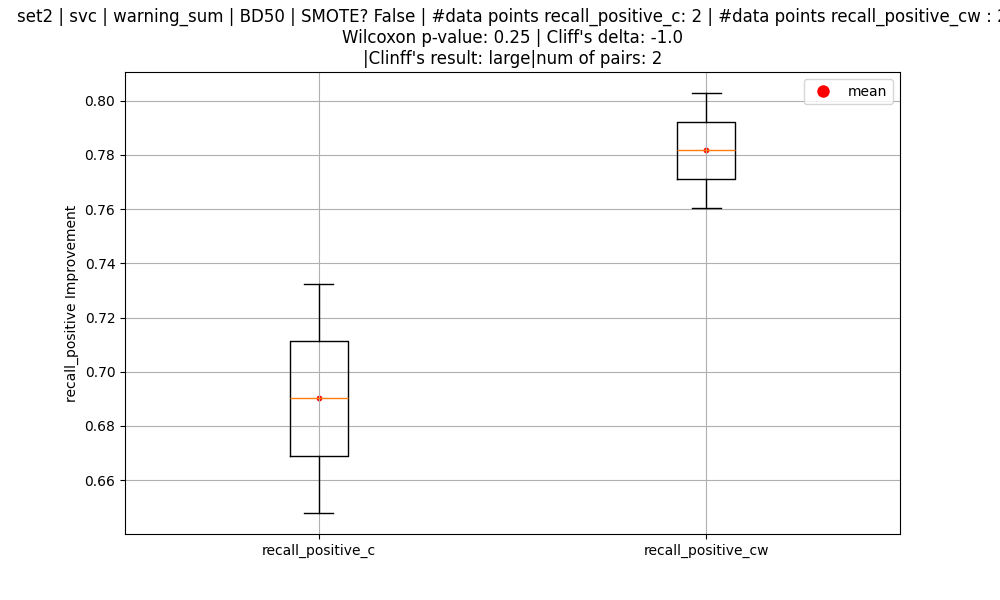 set2 | svc | warning_sum | BD50 | SMOTE? False | #data points recall_positive_c: 2 | #data points recall_positive_cw :
Wilcoxon p-value: 0.25 | Cliff's delta: -1.0
|Clinff's result: large|num of pairs: 2
mean
0.80
0.78
0.76
0.74
0.72
0.70
0.68
0.66
recall_positive Improvement
recall_positive_c
recall_positive_cw